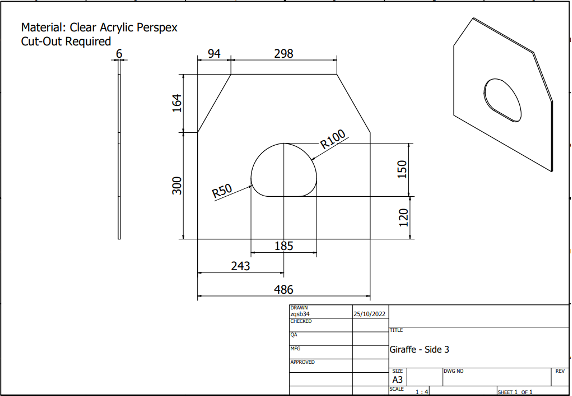 Material: Clear Acrylic Perspex
Cut-Out Required
6
94
298
164
R100
150
R50
300
120
185
243
486
DRAWN
zqsb34
25/10/2022
CHECKED
QA
TITLE
MFG
Giraffe - Side 3
APPROVED
SIZE
DWG NO
REV
A3
SCALE
1 : 4
SHEET 1 OF 1